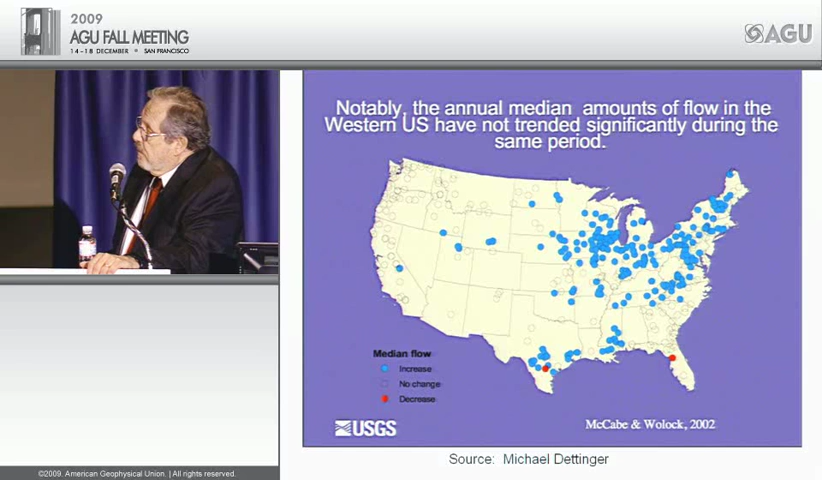 2009
AGU FALL MEETING
14-18 DECEMBER • SAN FRANCISCO
AGU
Notably, the annual median amounts of flow in the
Western US have not trended significantly during the
same period.
Median flow
Increase
No change
Decrease
USGS
McCabe & Wolock, 2002
Source: Michael Dettinger
©2009. American Geophysical Union. | All rights reserved.